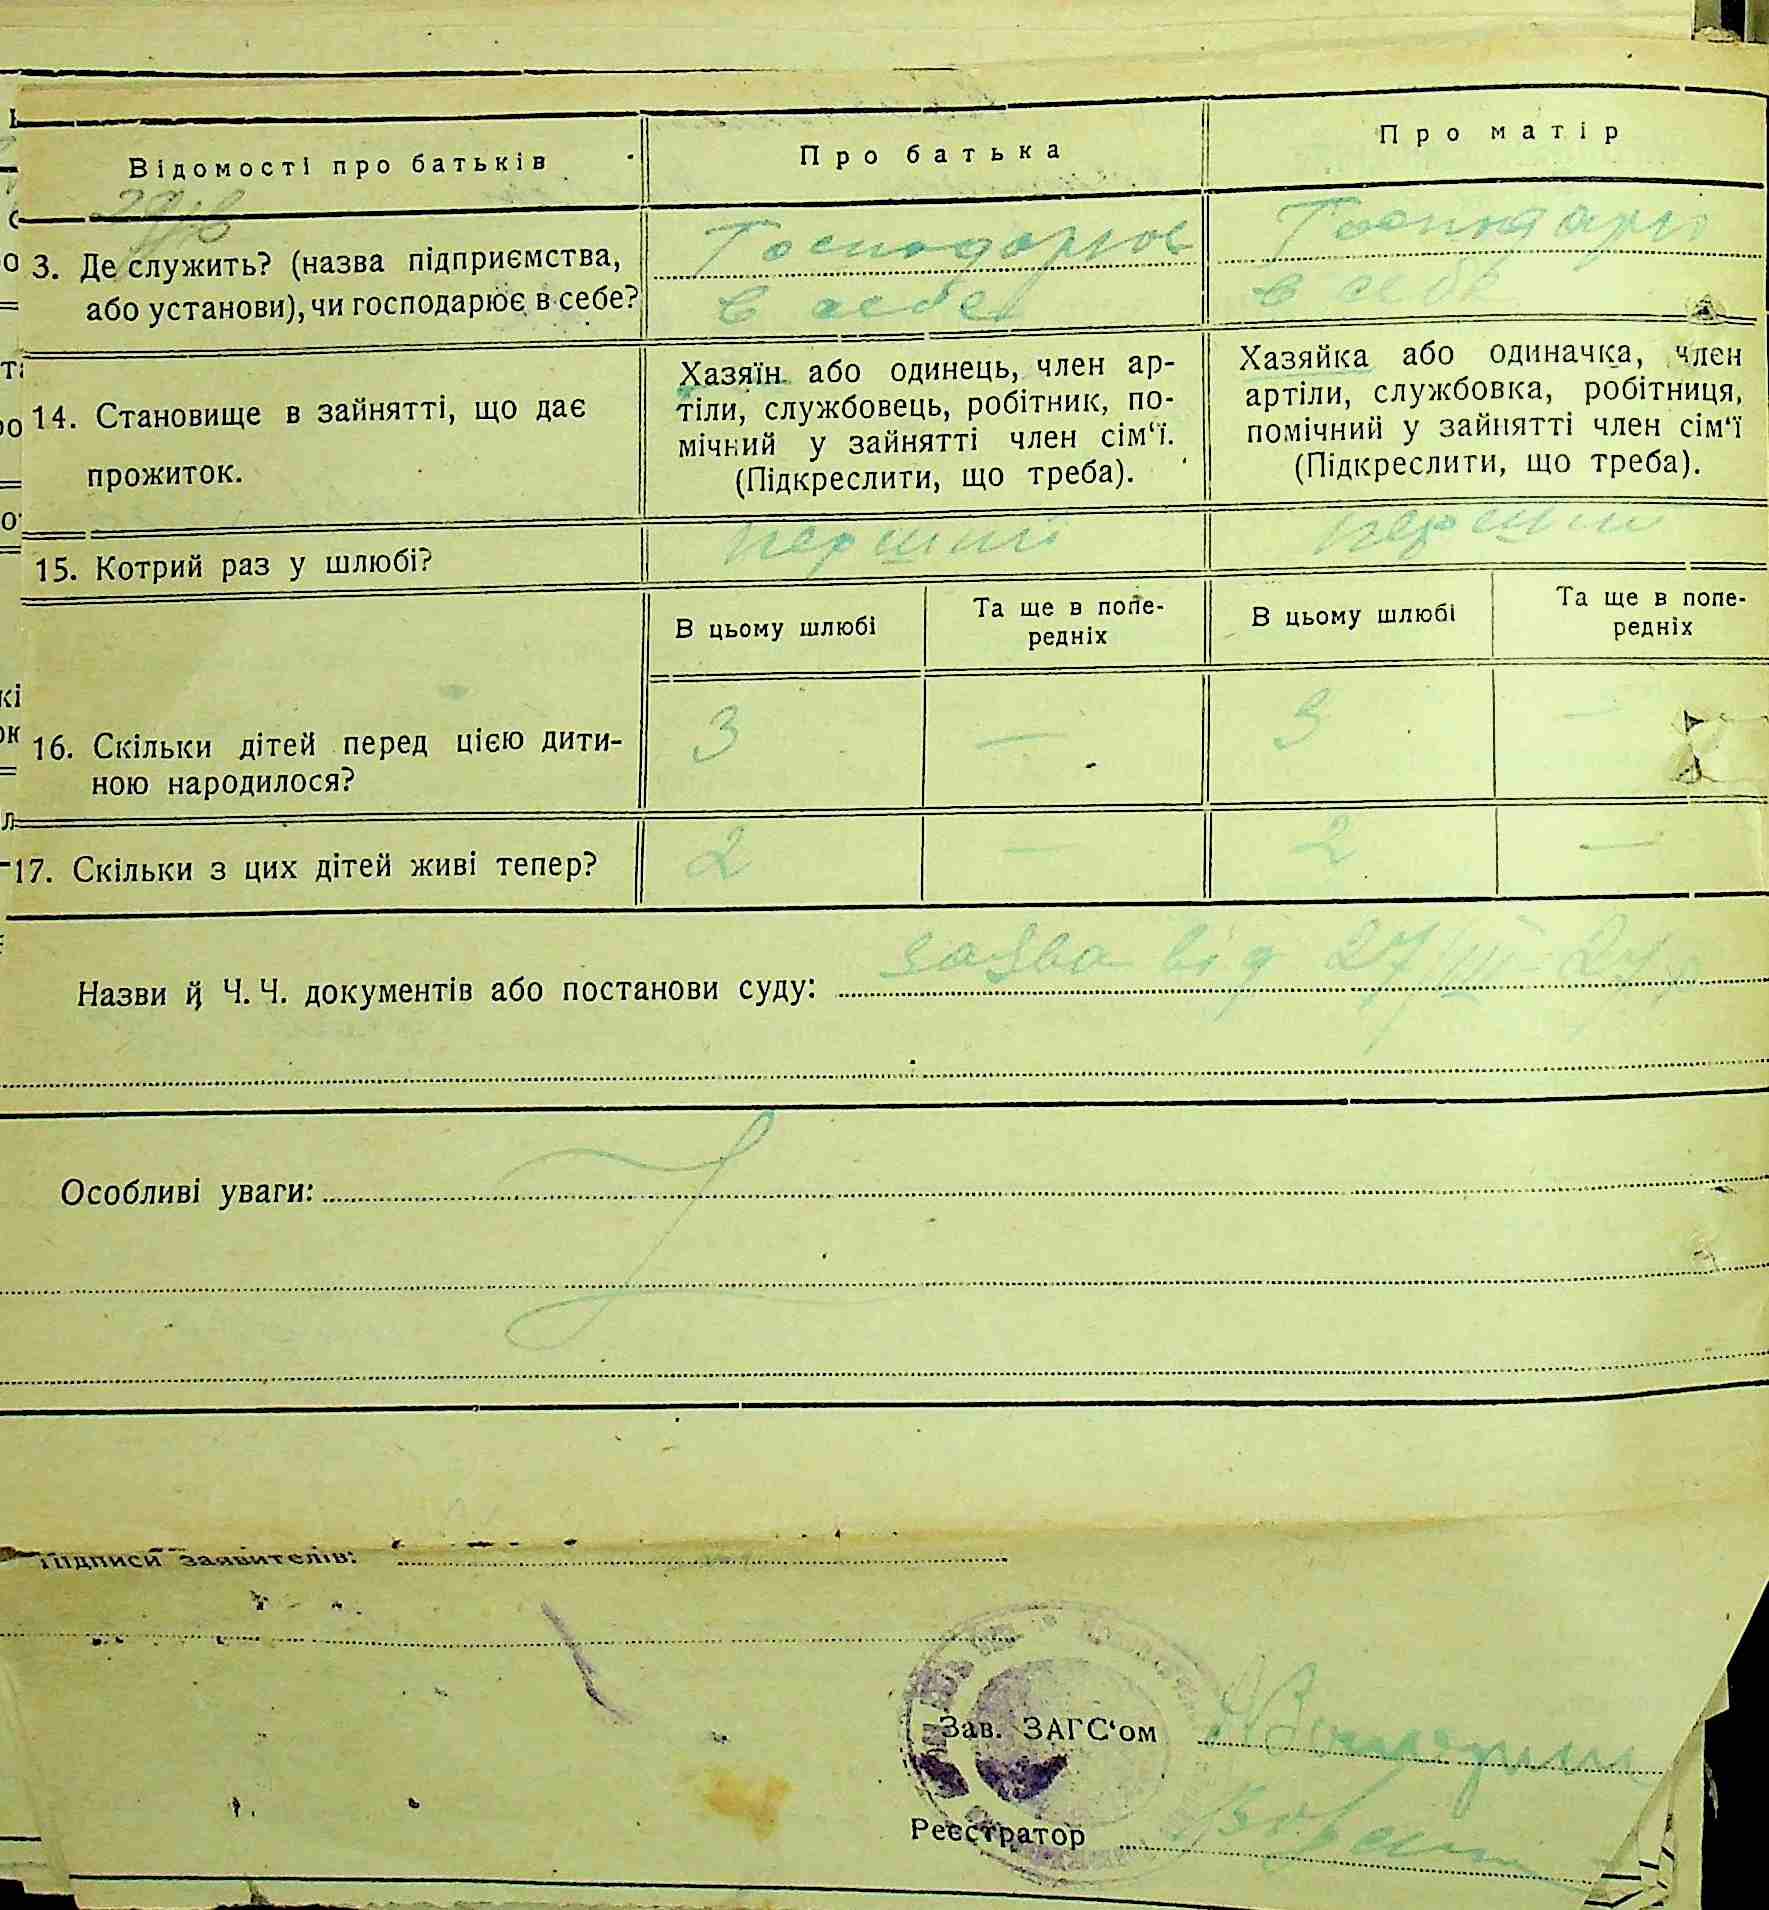 Відомості про батьків
Про батька
Про матір
3. Де служить? (назва підприємства,
або установи), чи господарює в себе?
Господарює
в себе
Господарює
в себе
14. Становище в зайнятті, що дає
прожиток.
Хазяїн або одинець, член ар-
тіли, службовець, робітник, по-
мічний у зайнятті член сім‘ї.
(Підкреслити, що треба).
Хазяйка або одиначка, член
артіли, службовка, робітниця,
помічний у зайнятті член сім‘ї
(Підкреслити, що треба).
15. Котрий раз у шлюбі?
перший
перший
В цьому шлюбі
Та ще в попе-
редніх
В цьому шлюбі
Та ще в попе-
редніх
16. Скільки дітей перед цією дити-
ною народилося?
3
—
3
—
17. Скільки з цих дітей живі тепер?
2
—
2
—
Назви й Ч. Ч. документів або постанови суду: заява від 27
Особливі уваги:
Підписи заявителів:
Зав. ЗАГС‘ом
Реєстратор